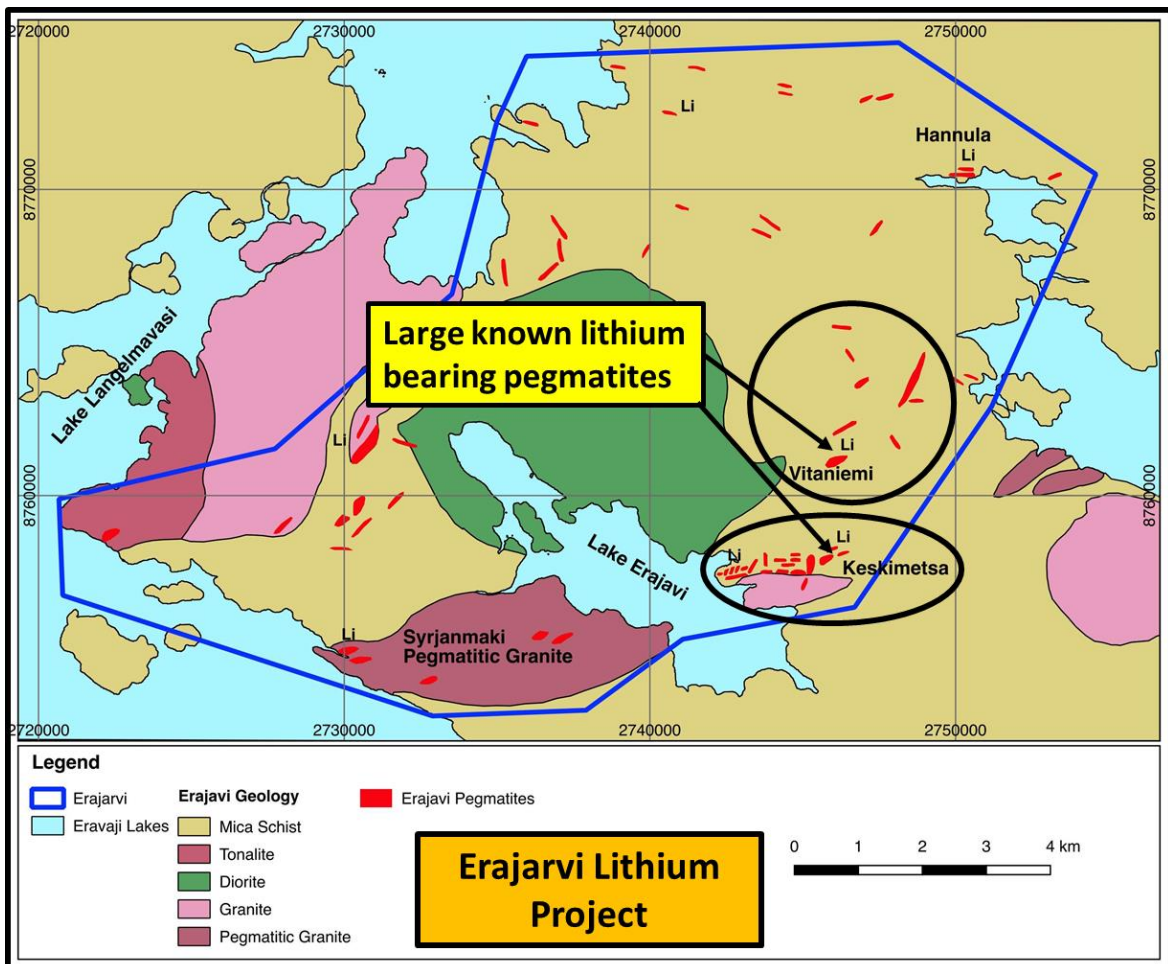 2720000
2730000
2740000
2750000
Li
Hannula
Li
8770000
8770000
Large known lithium
bearing pegmatites
Lake Langelmavasi
Li
Li
Vitaniemi
8760000
8760000
Lake Erajavi
Li
Li
Keskimetsa
Li
Syrjanmaki
Pegmatitic Granite
2720000
2730000
2740000
2750000
Legend
Erajarvi
Eravaji Lakes
Erajavi Geology
Mica Schist
Tonalite
Diorite
Granite
Pegmatitic Granite
Erajavi Pegmatites
Erajarvi Lithium
Project
0 1 2 3 4 km